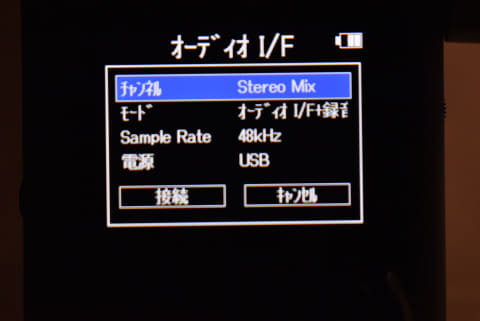 オーディオ I/F
チャンネル Stereo Mix
モード オーディオ I/F+録音
Sample Rate 48kHz
電源 USB
接続 キャンセル